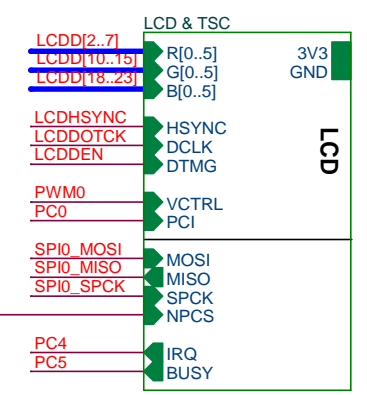 LCD & TSC
LCDD[2..7] R[0..5] 3V3
LCDD[10..15] G[0..5] GND
LCDD[18..23] B[0..5]
LCDHSYNC HSYNC
LCDDOTCK DCLK
LCDDEN DTMG
LCD
PWM0 VCTRL
PC0 PCI
SPI0_MOSI MOSI
SPI0_MISO MISO
SPI0_SPCK SPCK
NPCS
PC4 IRQ
PC5 BUSY